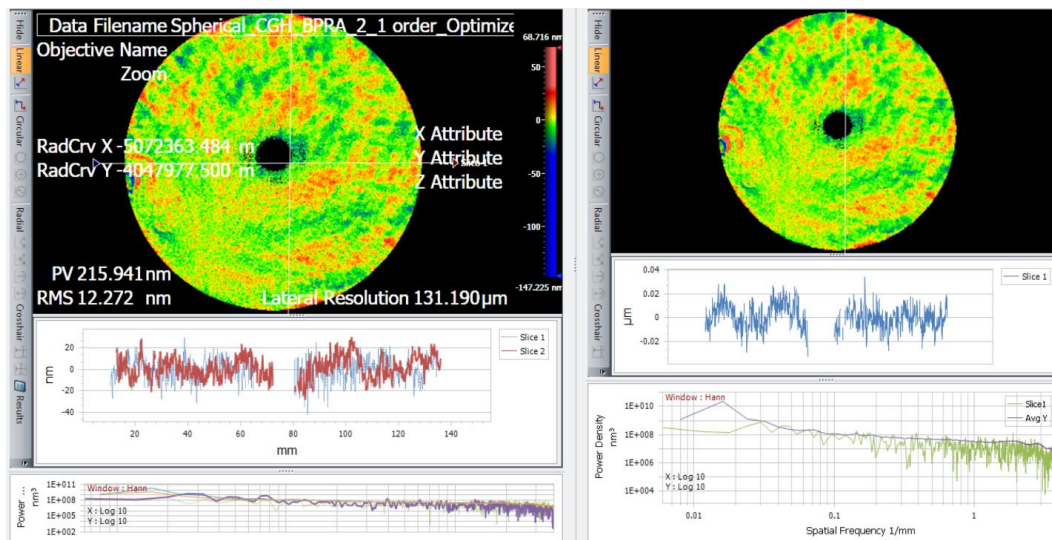 Hide
Linear
Circular
Radial
Crosshair
Results
Data Filename Spherical_CGH_BPRA_2_1 order_Optimize
Objective Name
Zoom
RadCrv X -5072363.484 m
RadCrv Y -4047977.500 m
X Attribute
Y Attribute
Z Attribute
PV 215.941 nm
RMS 12.272 nm
Lateral Resolution 131.190 µm
68.716 nm
50
0
-50
-100
-147.225 nm
20
0
-20
-40
nm
0
20
40
60
80
100
120
140
mm
Slice 1
Slice 2
Window : Hann
1E+011
1E+008
1E+005
1E+002
Power ...
nm³
X : Log 10
Y : Log 10
Hide
Linear
Circular
Radial
Crosshair
0.04
0.02
0
-0.02
µm
Slice 1
Window : Hann
1E+010
1E+008
1E+006
1E+004
Power Density
nm³
X : Log 10
Y : Log 10
Slice1
Avg Y
0.01
0.1
1
Spatial Frequency 1/mm